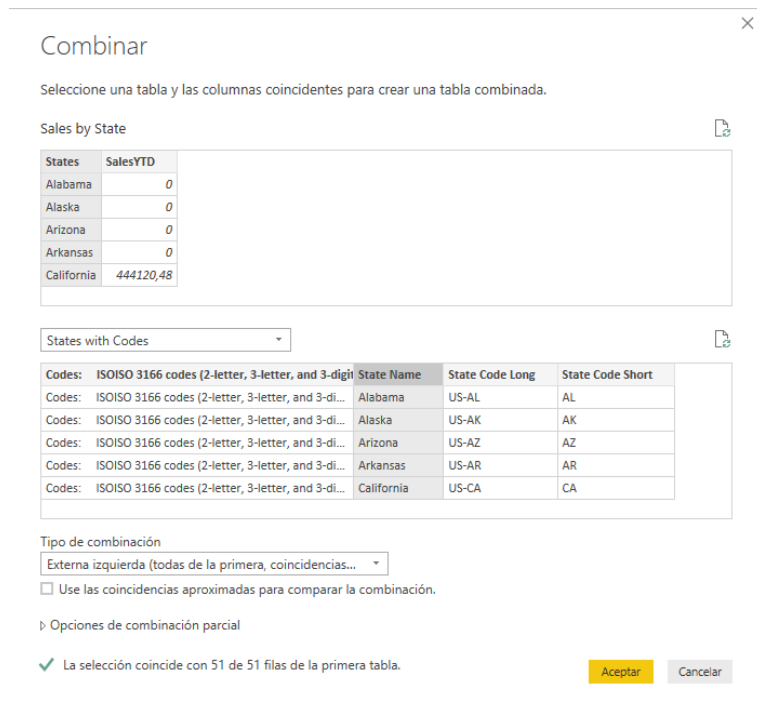 Combinar
Seleccione una tabla y las columnas coincidentes para crear una tabla combinada.
Sales by State
States SalesYTD
Alabama 0
Alaska 0
Arizona 0
Arkansas 0
California 444120,48
States with Codes
Codes: ISOISO 3166 codes (2-letter, 3-letter, and 3-digit State Name State Code Long State Code Short
Codes: ISOISO 3166 codes (2-letter, 3-letter, and 3-di... Alabama US-AL AL
Codes: ISOISO 3166 codes (2-letter, 3-letter, and 3-di... Alaska US-AK AK
Codes: ISOISO 3166 codes (2-letter, 3-letter, and 3-di... Arizona US-AZ AZ
Codes: ISOISO 3166 codes (2-letter, 3-letter, and 3-di... Arkansas US-AR AR
Codes: ISOISO 3166 codes (2-letter, 3-letter, and 3-di... California US-CA CA
Tipo de combinación
Externa izquierda (todas de la primera, coincidencias...
Use las coincidencias aproximadas para comparar la combinación.
Opciones de combinación parcial
La selección coincide con 51 de 51 filas de la primera tabla.
Aceptar Cancelar